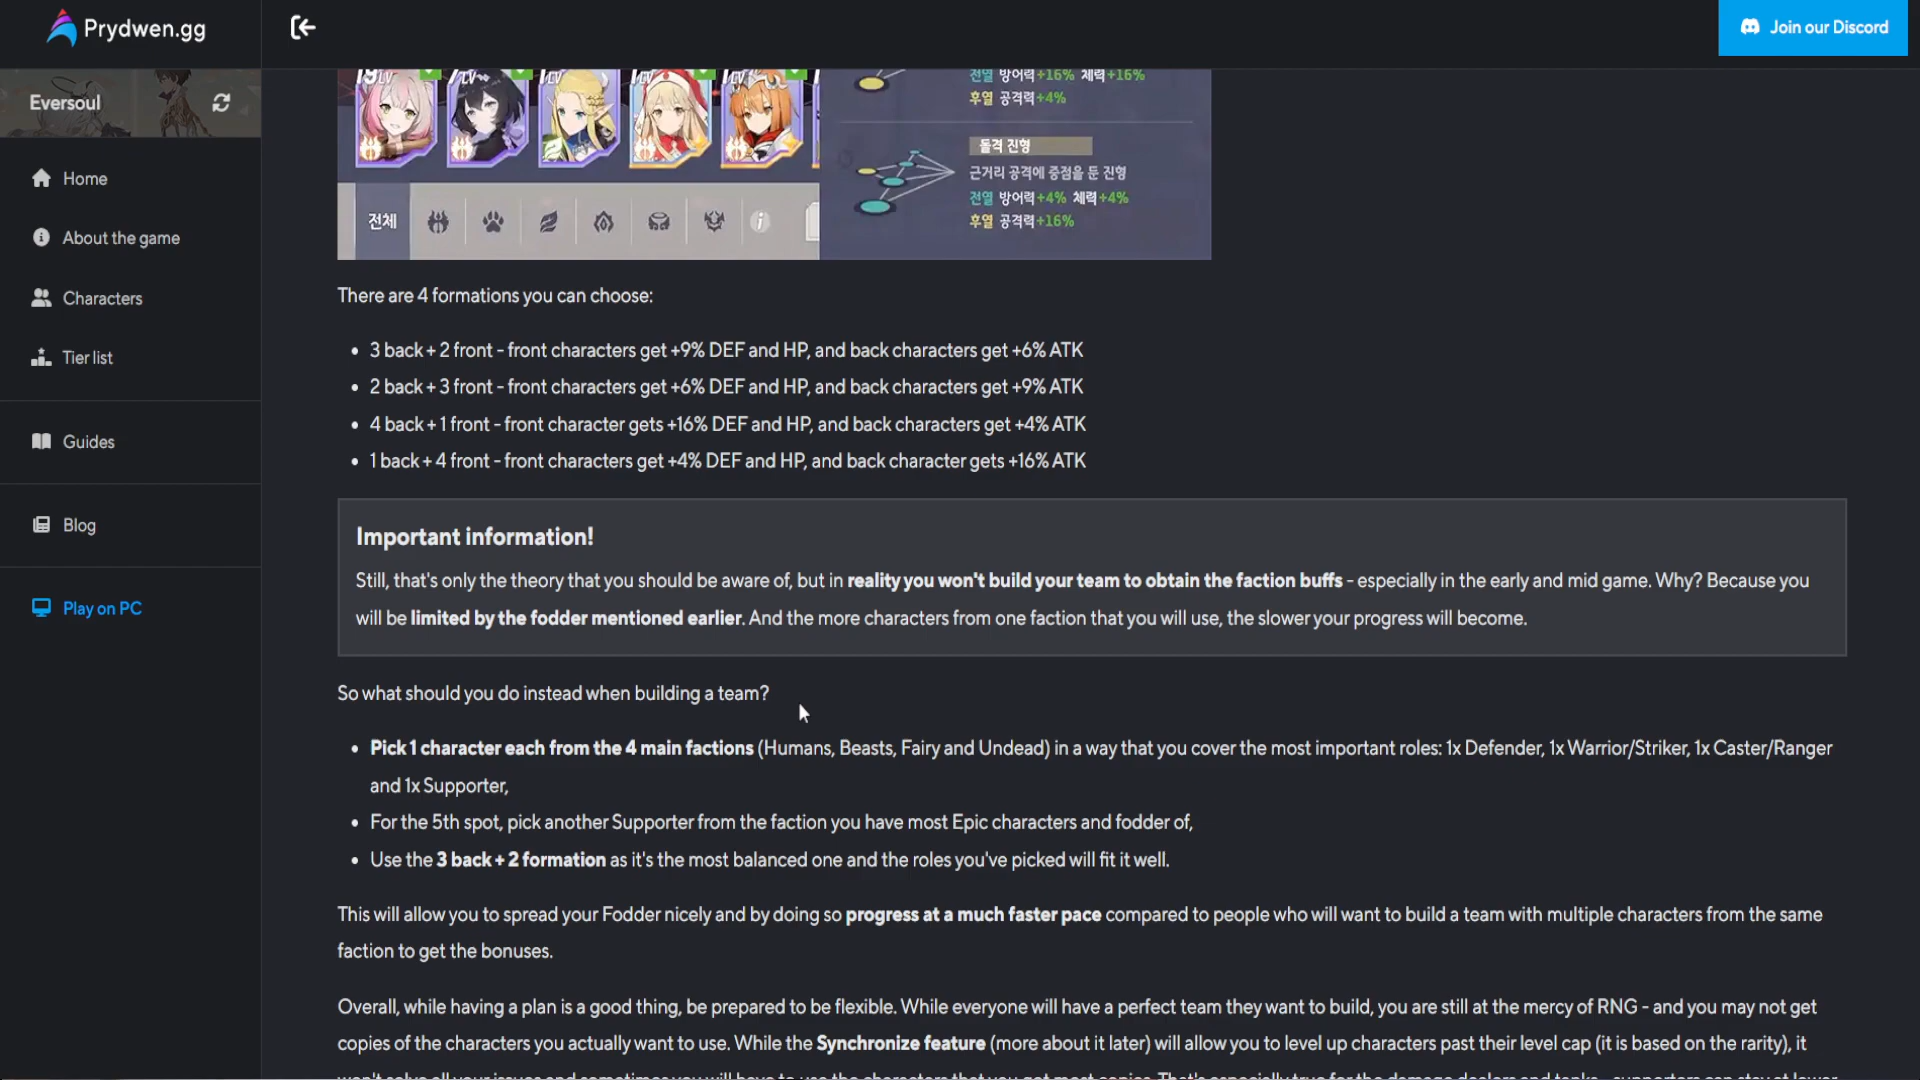 Prydwen.gg
Join our Discord
Eversoul
Home
About the game
Characters
Tier list
Guides
Blog
Play on PC
LV
LV
LV
LV
전열 방어력+16% 체력+16%
후열 공격력+4%
돌격 진형
근거리 공격에 중점을 둔 진형
전열 방어력+4% 체력+4%
후열 공격력+16%
전체
There are 4 formations you can choose:
• 3 back + 2 front - front characters get +9% DEF and HP, and back characters get +6% ATK
• 2 back + 3 front - front characters get +6% DEF and HP, and back characters get +9% ATK
• 4 back + 1 front - front character gets +16% DEF and HP, and back characters get +4% ATK
• 1 back + 4 front - front characters get +4% DEF and HP, and back character gets +16% ATK
Important information!
Still, that's only the theory that you should be aware of, but in reality you won't build your team to obtain the faction buffs - especially in the early and mid game. Why? Because you
will be limited by the fodder mentioned earlier. And the more characters from one faction that you will use, the slower your progress will become.
So what should you do instead when building a team?
• Pick 1 character each from the 4 main factions (Humans, Beasts, Fairy and Undead) in a way that you cover the most important roles: 1x Defender, 1x Warrior/Striker, 1x Caster/Ranger
and 1x Supporter,
• For the 5th spot, pick another Supporter from the faction you have most Epic characters and fodder of,
• Use the 3 back + 2 formation as it's the most balanced one and the roles you've picked will fit it well.
This will allow you to spread your Fodder nicely and by doing so progress at a much faster pace compared to people who will want to build a team with multiple characters from the same
faction to get the bonuses.
Overall, while having a plan is a good thing, be prepared to be flexible. While everyone will have a perfect team they want to build, you are still at the mercy of RNG - and you may not get
copies of the characters you actually want to use. While the Synchronize feature (more about it later) will allow you to level up characters past their level cap (it is based on the rarity), it